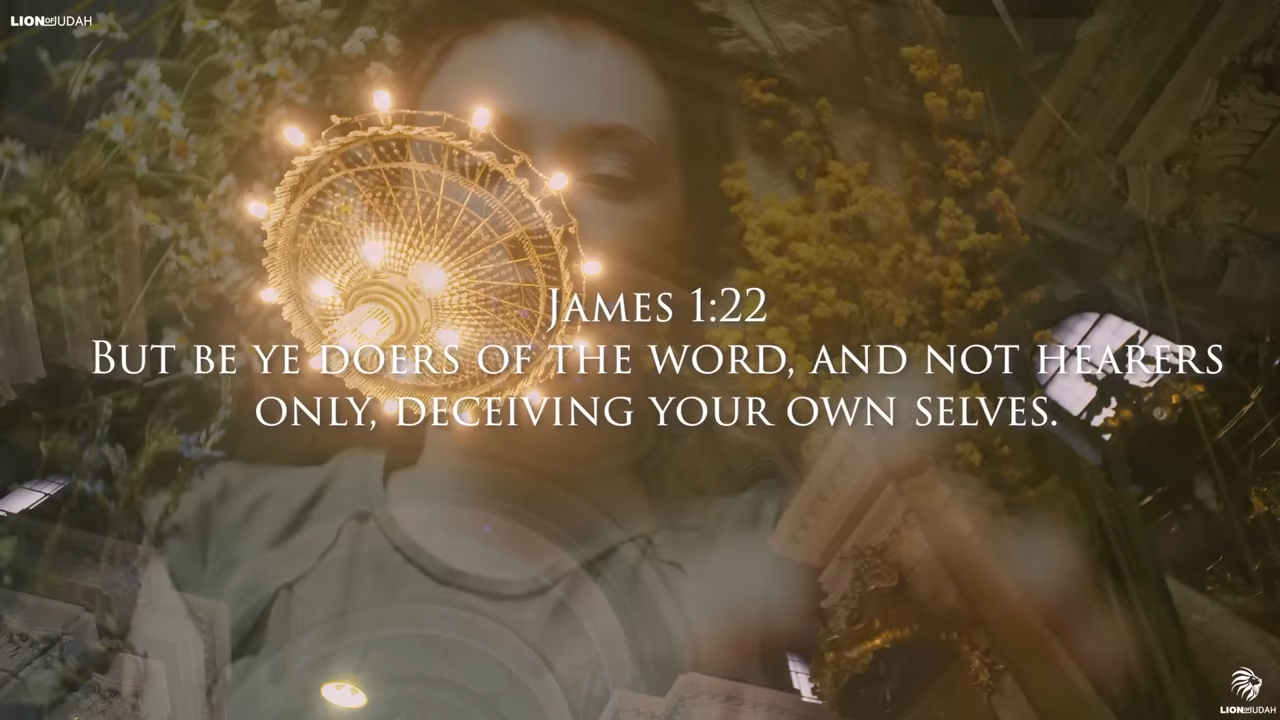 LION OF JUDAH
James 1:22
But be ye doers of the word, and not hearers
only, deceiving your own selves.
LION OF JUDAH